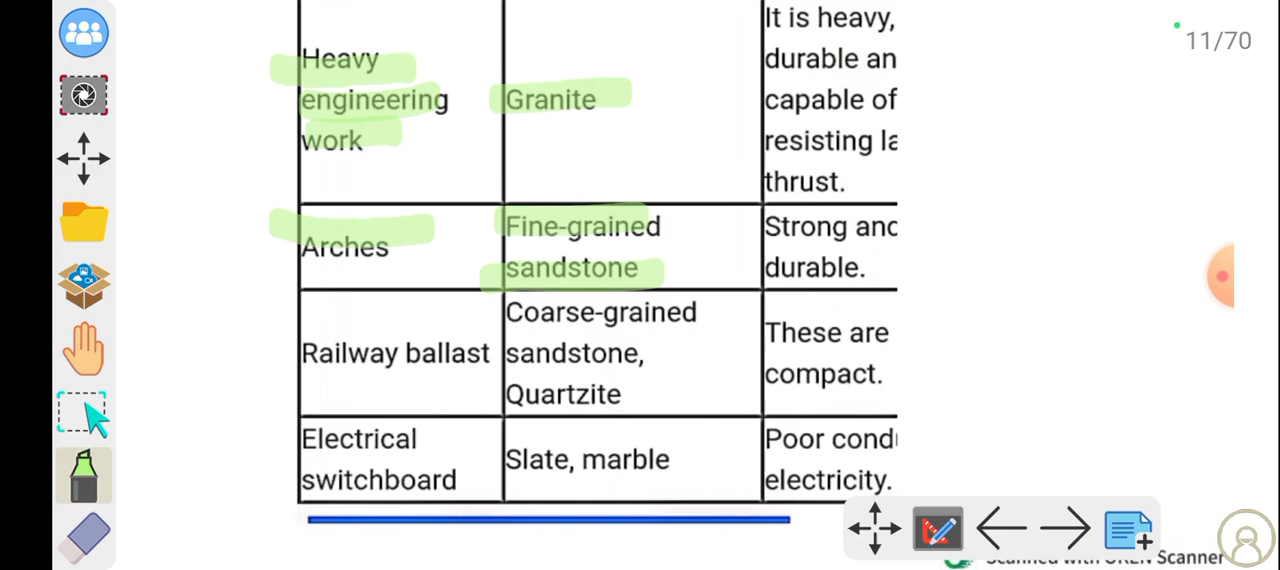 11/70
It is heavy,
durable an
capable of
resisting la
thrust.
Heavy
engineering
work
Granite
Arches
Fine-grained
sandstone
Strong and
durable.
Railway ballast
Coarse-grained
sandstone,
Quartzite
These are
compact.
Electrical
switchboard
Slate, marble
Poor cond
electricity.
Scanner